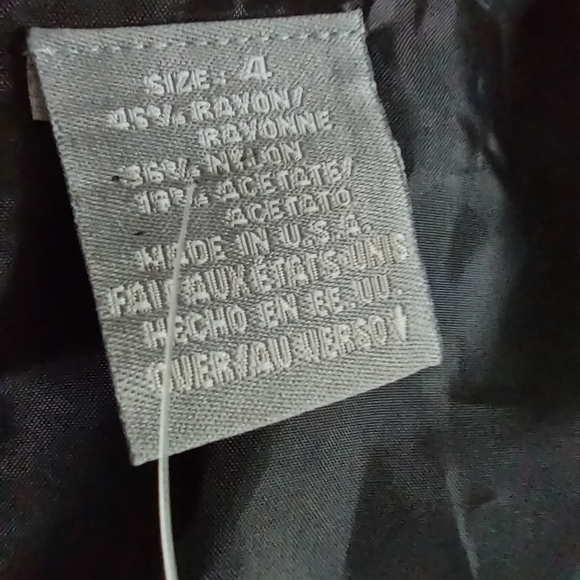 SIZE: 4
45% RAYON/
RAYONNE
36% NYLON
19% ACETATE/
ACETATO
MADE IN U.S.A.
FAIT AUX ÉTATS-UNIS
HECHO EN EE.UU.
OVER/AU VERSO